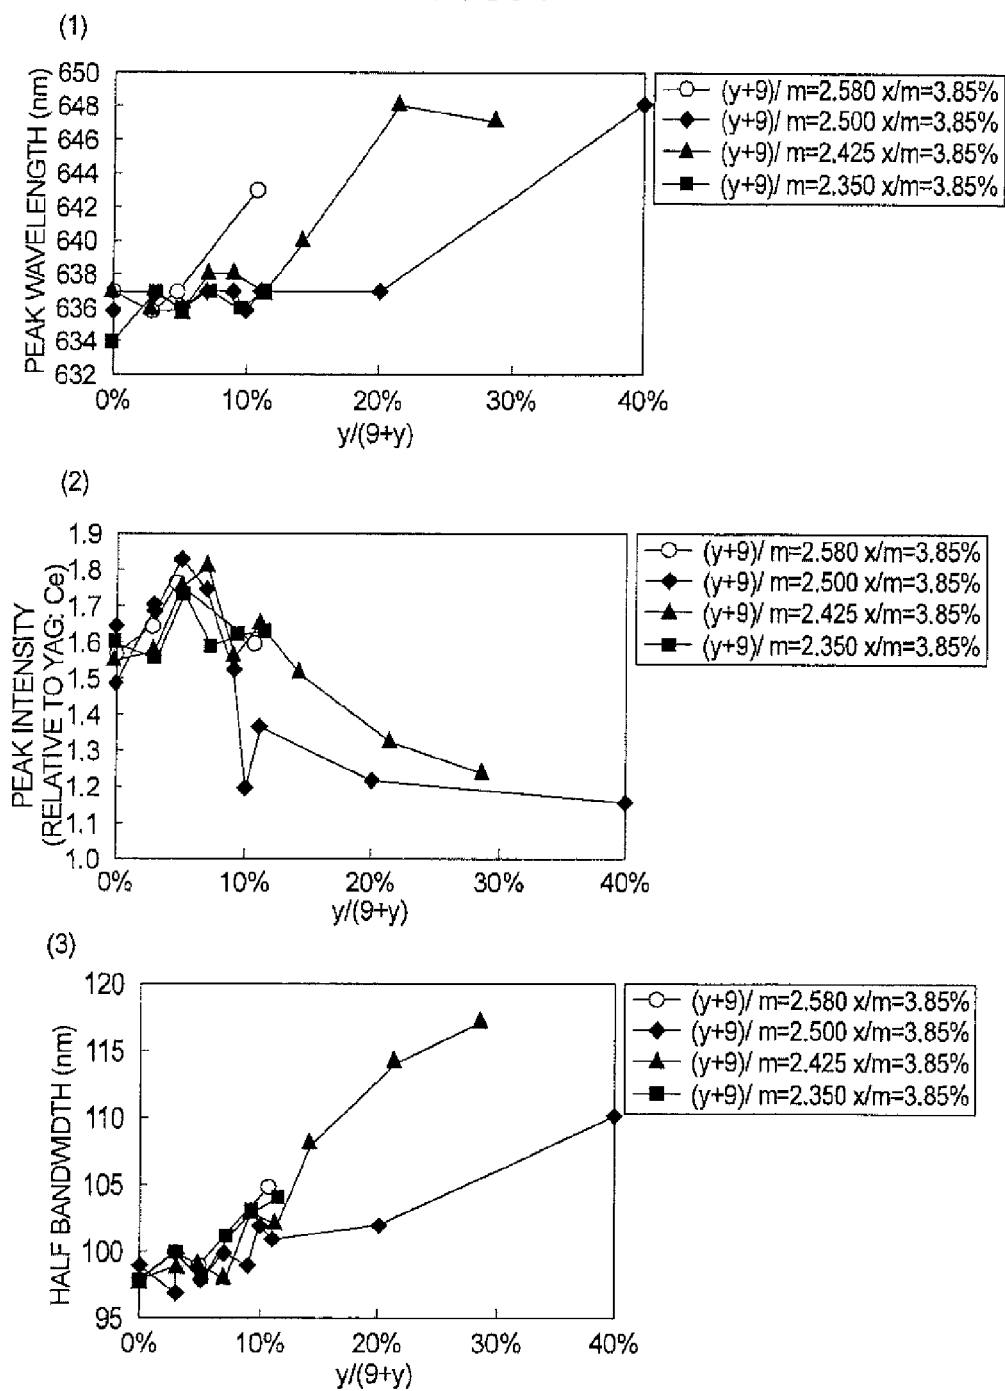 (1)
PEAK WAVELENGTH (nm)
650
648
646
644
642
640
638
636
634
632
0%
10%
20%
30%
40%
y/(9+y)
(y+9)/ m=2.580 x/m=3.85%
(y+9)/ m=2.500 x/m=3.85%
(y+9)/ m=2.425 x/m=3.85%
(y+9)/ m=2.350 x/m=3.85%
(2)
PEAK INTENSITY
(RELATIVE TO YAG: Ce)
1.9
1.8
1.7
1.6
1.5
1.4
1.3
1.2
1.1
1.0
0%
10%
20%
30%
40%
y/(9+y)
(y+9)/ m=2.580 x/m=3.85%
(y+9)/ m=2.500 x/m=3.85%
(y+9)/ m=2.425 x/m=3.85%
(y+9)/ m=2.350 x/m=3.85%
(3)
HALF BANDWIDTH (nm)
120
115
110
105
100
95
0%
10%
20%
30%
40%
y/(9+y)
(y+9)/ m=2.580 x/m=3.85%
(y+9)/ m=2.500 x/m=3.85%
(y+9)/ m=2.425 x/m=3.85%
(y+9)/ m=2.350 x/m=3.85%